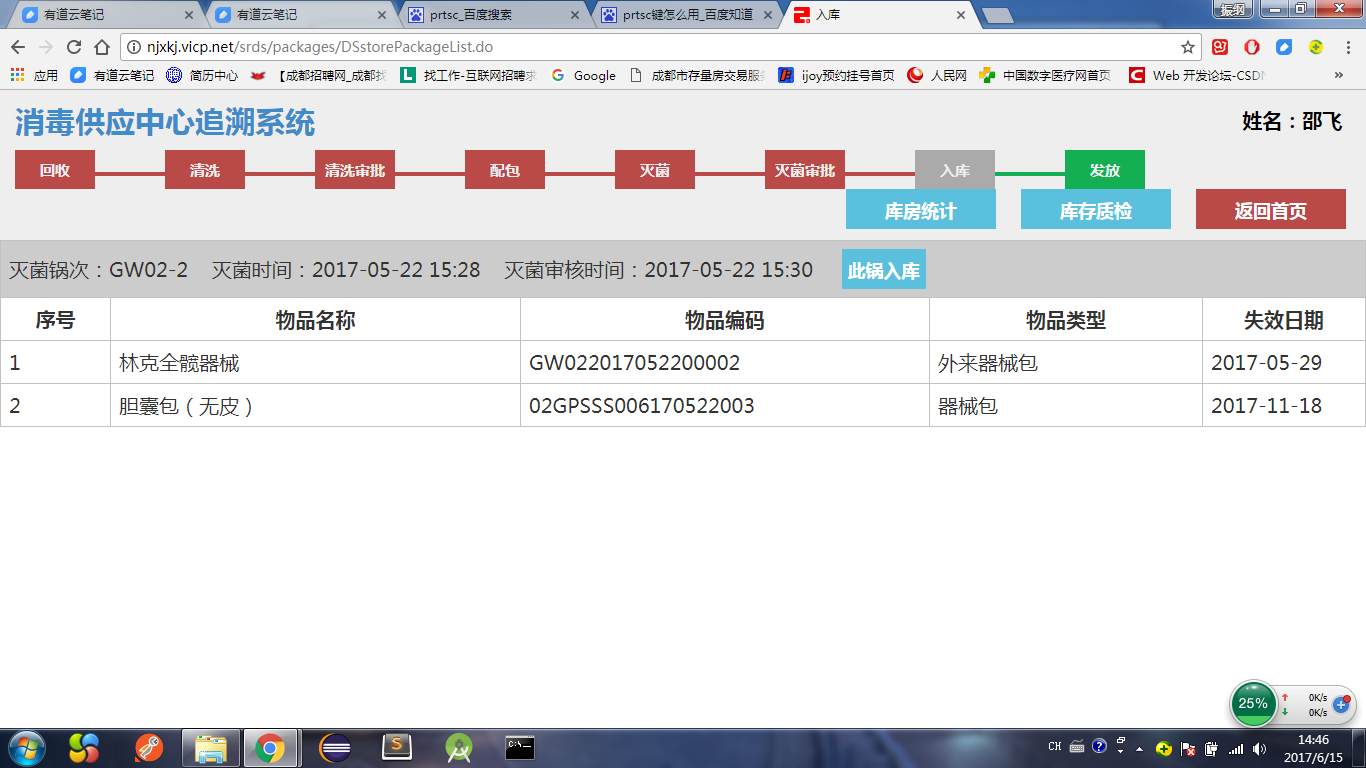 有道云笔记 有道云笔记 prtsc_百度搜索 prtsc键怎么用_百度知道 入库 振纲
njxkj.vicp.net/srds/packages/DSstorePackageList.do
应用 有道云笔记 简历中心 【成都招聘网_成都找 找工作-互联网招聘求 Google 成都市存量房交易服务 ijoy预约挂号首页 人民网 中国数字医疗网首页 Web 开发论坛-CSDN »
消毒供应中心追溯系统 姓名：邵飞
回收 清洗 清洗审批 配包 灭菌 灭菌审批 入库 发放
库房统计 库存质检 返回首页
灭菌锅次：GW02-2 灭菌时间：2017-05-22 15:28 灭菌审核时间：2017-05-22 15:30 此锅入库
序号 物品名称 物品编码 物品类型 失效日期
1 林克全髋器械 GW022017052200002 外来器械包 2017-05-29
2 胆囊包（无皮） 02GPSSS006170522003 器械包 2017-11-18
25% 0K/s
0K/s
CH 14:46
2017/6/15